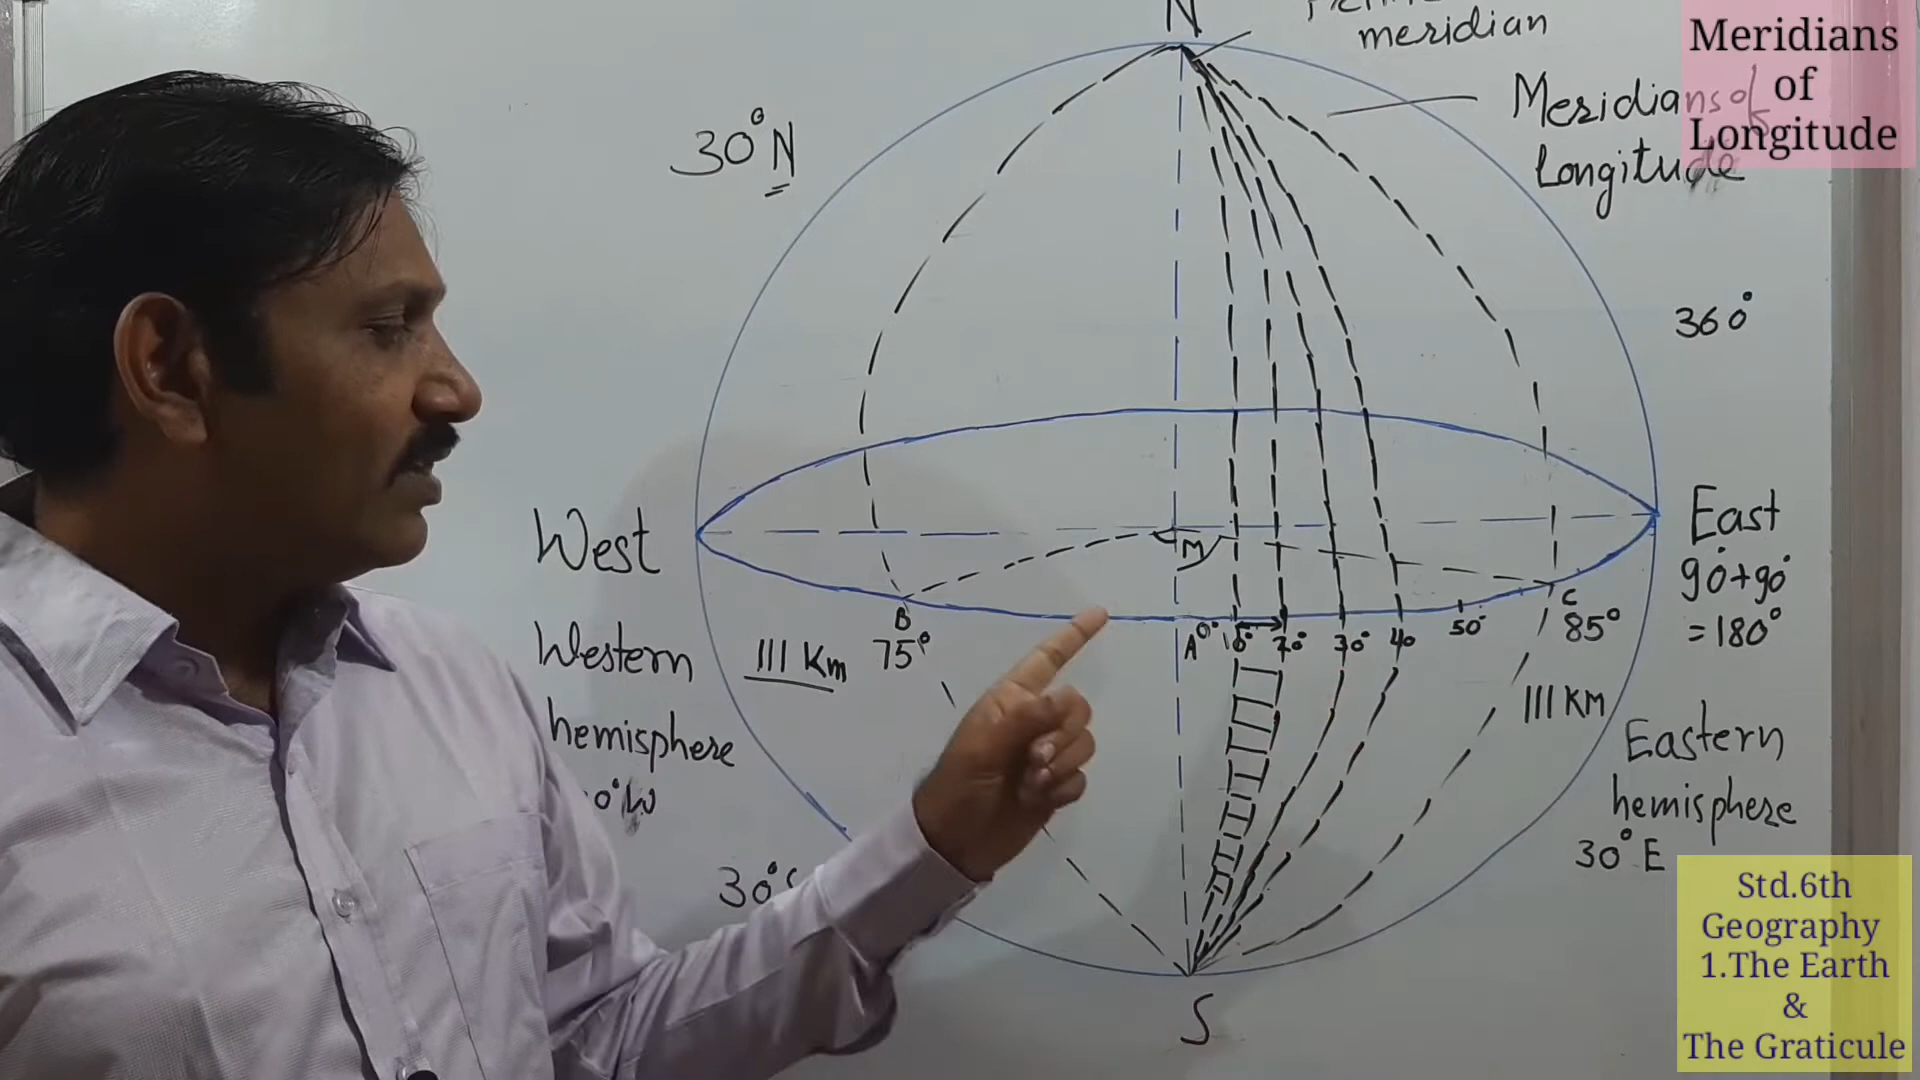 N
meridian
Meridians
of
Longitude
Meridians of
Longitude
30°N
360°
West
East
90°+90°
=180°
M
B
75°
111 Km
A 0° 10° 20° 30° 40 50°
C
85°
111 KM
Western
hemisphere
0°W
Eastern
hemisphere
30°E
30°
S
Std.6th
Geography
1.The Earth
&
The Graticule